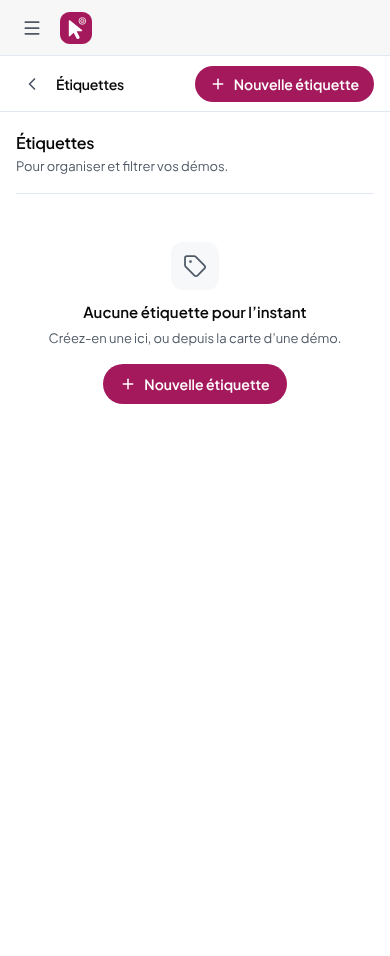 Étiquettes
Nouvelle étiquette
Étiquettes
Pour organiser et filtrer vos démos.
Aucune étiquette pour l’instant
Créez-en une ici, ou depuis la carte d’une démo.
Nouvelle étiquette